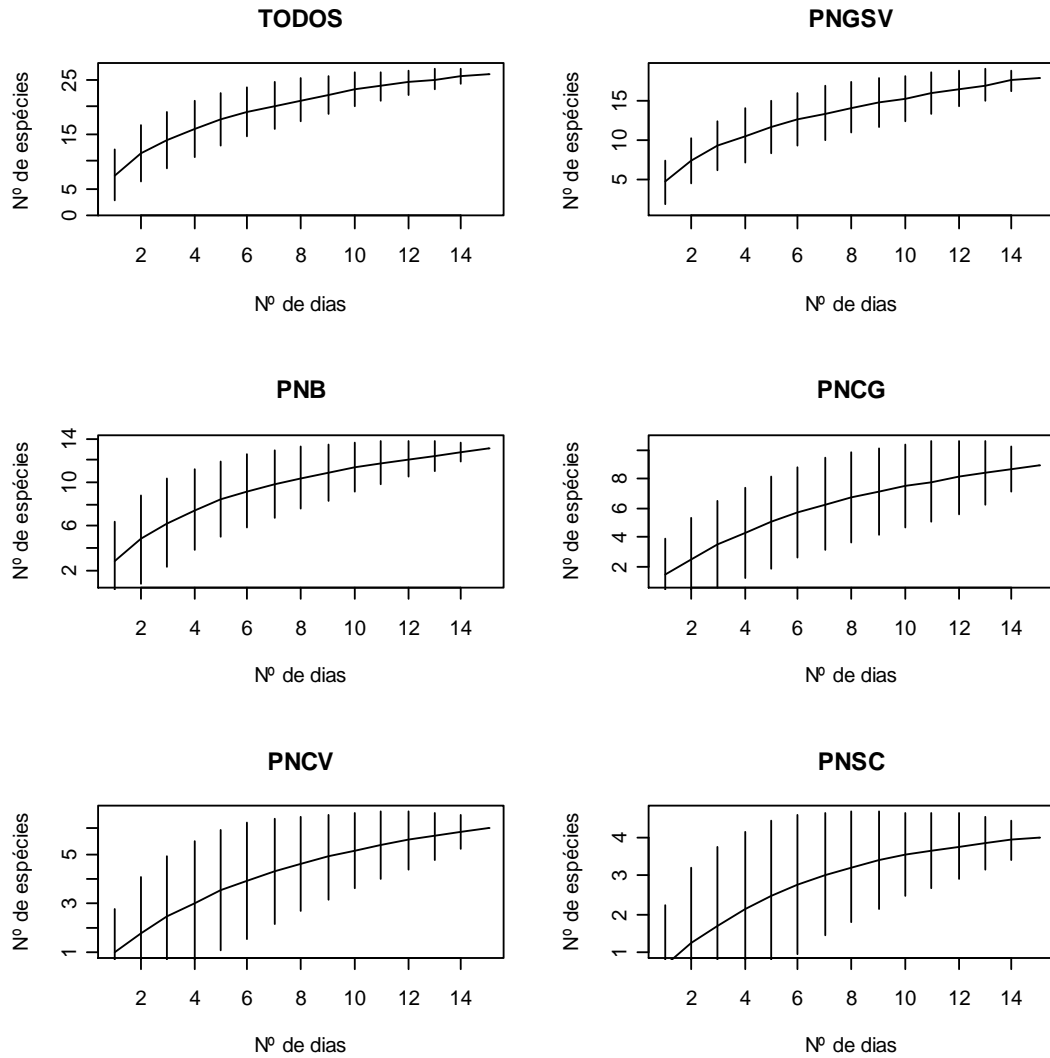 TODOS
Nº de espécies
25
15
5
0
2 4 6 8 10 12 14
Nº de dias
PNGSV
Nº de espécies
15
10
5
2 4 6 8 10 12 14
Nº de dias
PNB
Nº de espécies
14
10
6
2
2 4 6 8 10 12 14
Nº de dias
PNCG
Nº de espécies
8
6
4
2
2 4 6 8 10 12 14
Nº de dias
PNCV
Nº de espécies
5
3
1
2 4 6 8 10 12 14
Nº de dias
PNSC
Nº de espécies
4
3
2
1
2 4 6 8 10 12 14
Nº de dias